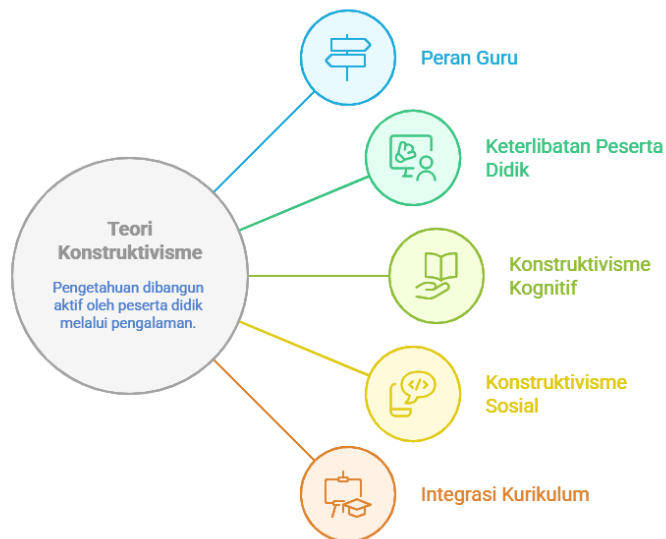 Teori
Konstruktivisme
Pengetahuan dibangun
aktif oleh peserta didik
melalui pengalaman.
Peran Guru
Keterlibatan Peserta
Didik
Konstruktivisme
Kognitif
</>
Konstruktivisme
Sosial
Integrasi Kurikulum